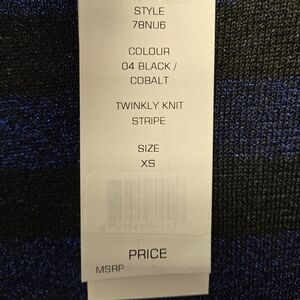 STYLE
78NU6
COLOUR
04 BLACK /
COBALT
TWINKLY KNIT
STRIPE
SIZE
XS
PRICE
MSRP